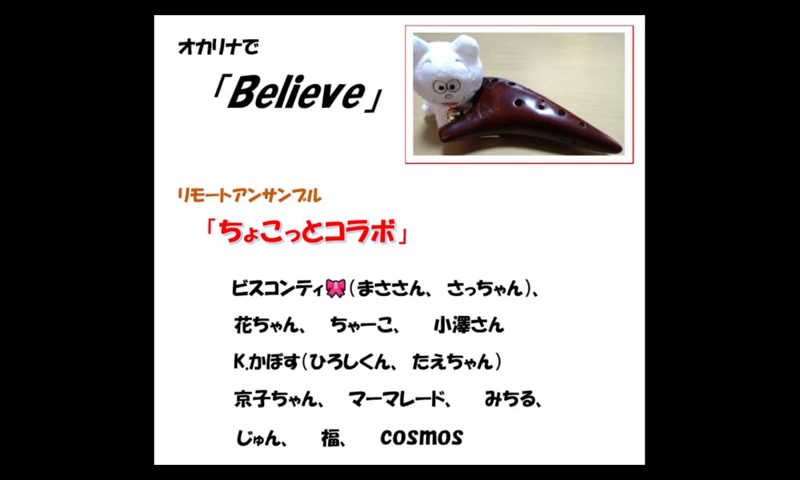 オカリナで
「Believe」
リモートアンサンブル
「ちょこっとコラボ」
ビスコンティ🎀(まささん、さっちゃん)、
花ちゃん、 ちゃーこ、 小澤さん
K.かぼす(ひろしくん、たえちゃん)
京子ちゃん、 マーマレード、 みちる、
じゅん、 福、 cosmos